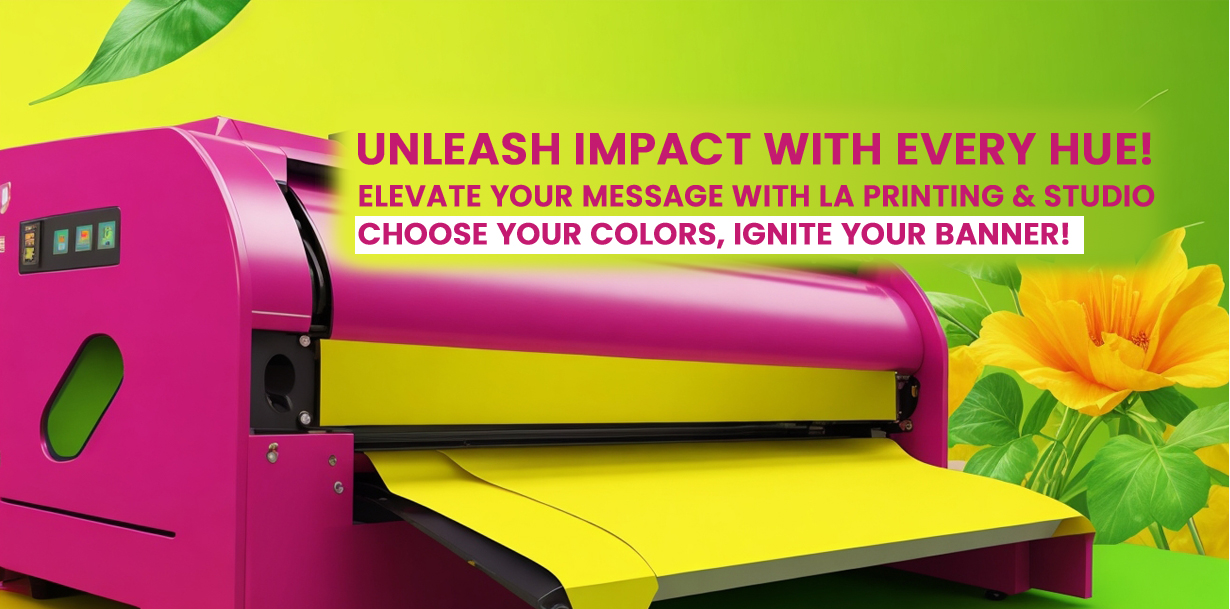 UNLEASH IMPACT WITH EVERY HUE!
ELEVATE YOUR MESSAGE WITH LA PRINTING & STUDIO
CHOOSE YOUR COLORS, IGNITE YOUR BANNER!